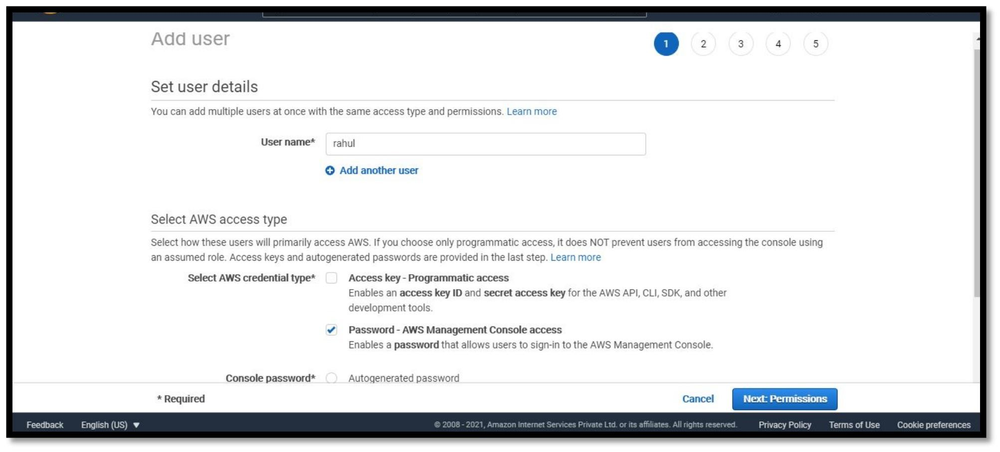 Add user
1 2 3 4 5
Set user details
You can add multiple users at once with the same access type and permissions. Learn more
User name* rahul
Add another user
Select AWS access type
Select how these users will primarily access AWS. If you choose only programmatic access, it does NOT prevent users from accessing the console using
an assumed role. Access keys and autogenerated passwords are provided in the last step. Learn more
Select AWS credential type* Access key - Programmatic access
Enables an access key ID and secret access key for the AWS API, CLI, SDK, and other
development tools.
Password - AWS Management Console access
Enables a password that allows users to sign-in to the AWS Management Console.
Console password* Autogenerated password
* Required Cancel Next: Permissions
Feedback English (US) © 2008 - 2021, Amazon Internet Services Private Ltd. or its affiliates. All rights reserved. Privacy Policy Terms of Use Cookie preferences